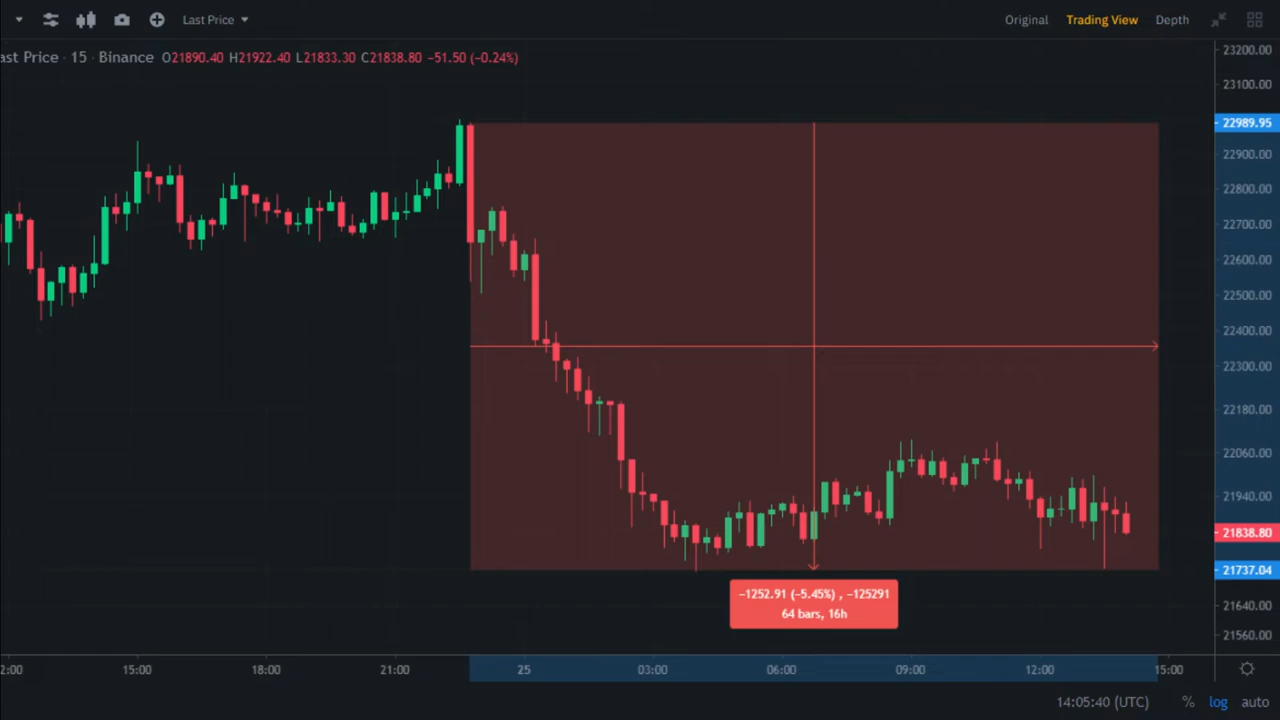 Last Price
Original Trading View Depth
ast Price · 15 · Binance O21890.40 H21922.40 L21833.30 C21838.80 −51.50 (−0.24%)
23200.00
23100.00
22989.95
22900.00
22800.00
22700.00
22600.00
22500.00
22400.00
22300.00
22180.00
22060.00
21940.00
21838.80
21737.04
21640.00
21560.00
−1252.91 (−5.45%) , −125291
64 bars, 16h
2:00 15:00 18:00 21:00 25 03:00 06:00 09:00 12:00 15:00
14:05:40 (UTC) % log auto